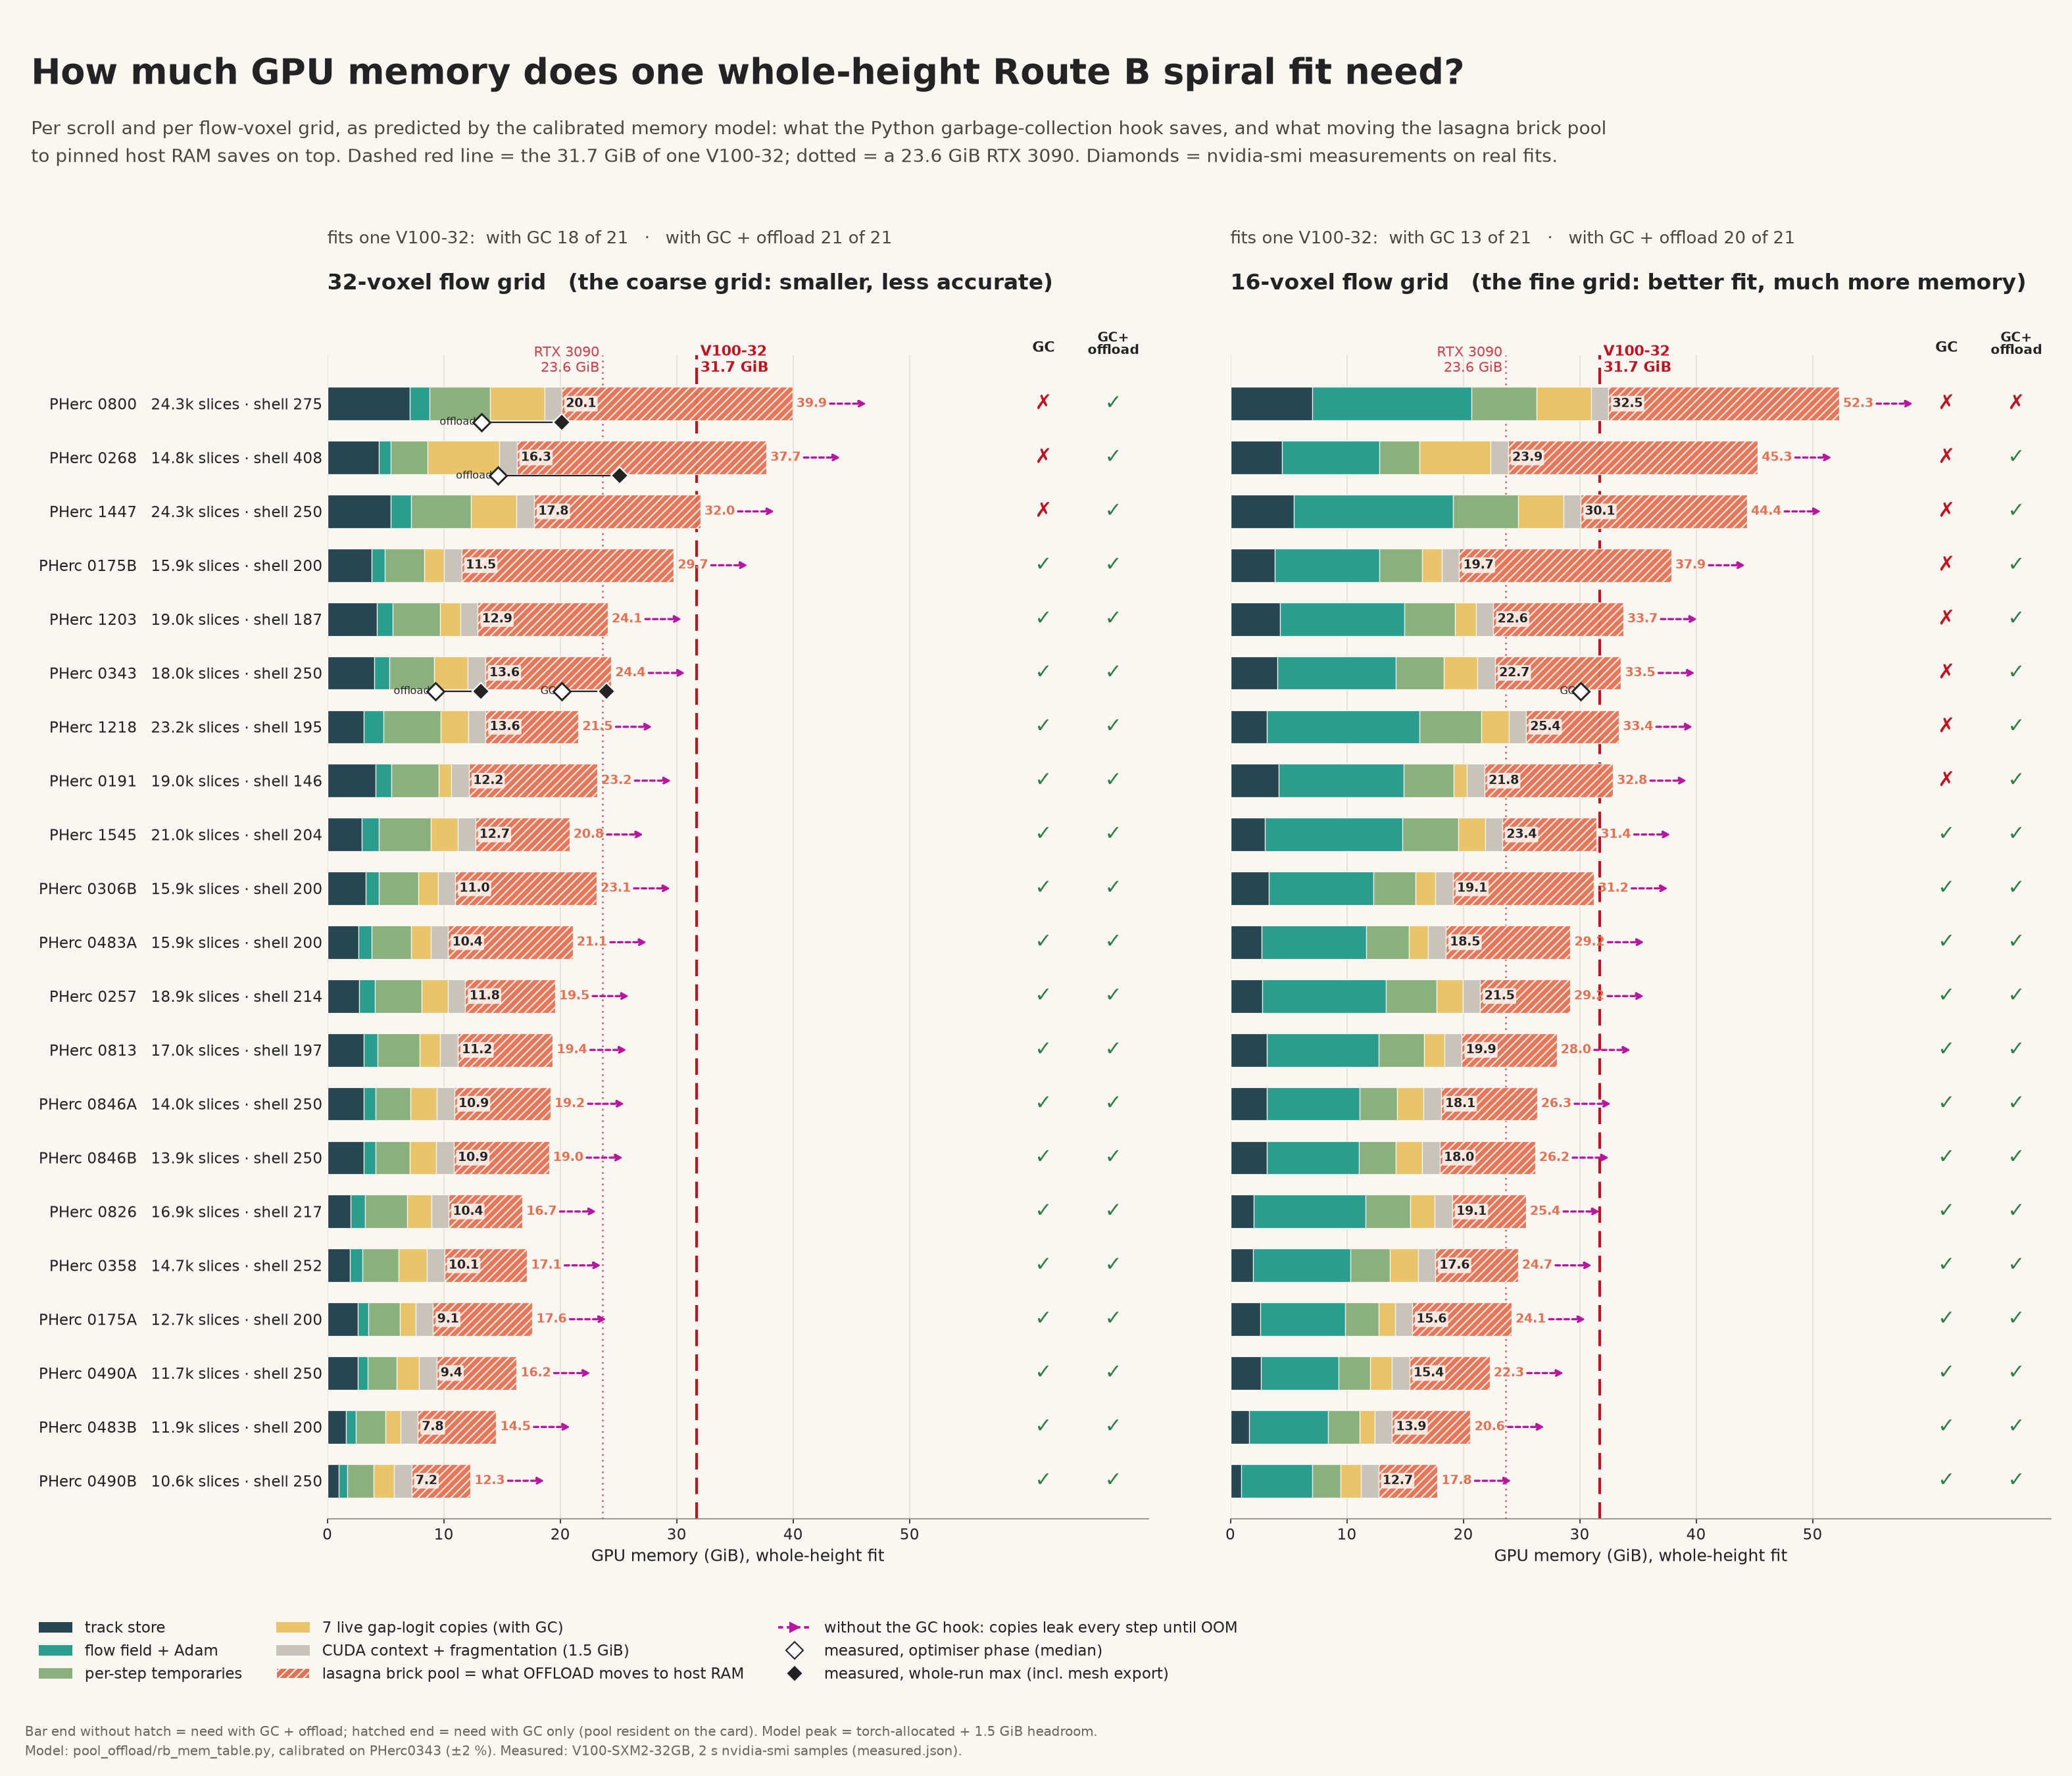 How much GPU memory does one whole-height Route B spiral fit need?
Per scroll and per flow-voxel grid, as predicted by the calibrated memory model: what the Python garbage-collection hook saves, and what moving the lasagna brick pool
to pinned host RAM saves on top. Dashed red line = the 31.7 GiB of one V100-32; dotted = a 23.6 GiB RTX 3090. Diamonds = nvidia-smi measurements on real fits.
fits one V100-32:  with GC 18 of 21   ·   with GC + offload 21 of 21
32-voxel flow grid   (the coarse grid: smaller, less accurate)
RTX 3090
23.6 GiB
V100-32
31.7 GiB
GC
GC+
offload
PHerc 0800   24.3k slices · shell 275 20.1 39.9 ✗ ✓
offload
PHerc 0268   14.8k slices · shell 408 16.3 37.7 ✗ ✓
offload
PHerc 1447   24.3k slices · shell 250 17.8 32.0 ✗ ✓
PHerc 0175B   15.9k slices · shell 200 11.5 29.7 ✓ ✓
PHerc 1203   19.0k slices · shell 187 12.9 24.1 ✓ ✓
PHerc 0343   18.0k slices · shell 250 13.6 24.4 ✓ ✓
offload GC
PHerc 1218   23.2k slices · shell 195 13.6 21.5 ✓ ✓
PHerc 0191   19.0k slices · shell 146 12.2 23.2 ✓ ✓
PHerc 1545   21.0k slices · shell 204 12.7 20.8 ✓ ✓
PHerc 0306B   15.9k slices · shell 200 11.0 23.1 ✓ ✓
PHerc 0483A   15.9k slices · shell 200 10.4 21.1 ✓ ✓
PHerc 0257   18.9k slices · shell 214 11.8 19.5 ✓ ✓
PHerc 0813   17.0k slices · shell 197 11.2 19.4 ✓ ✓
PHerc 0846A   14.0k slices · shell 250 10.9 19.2 ✓ ✓
PHerc 0846B   13.9k slices · shell 250 10.9 19.0 ✓ ✓
PHerc 0826   16.9k slices · shell 217 10.4 16.7 ✓ ✓
PHerc 0358   14.7k slices · shell 252 10.1 17.1 ✓ ✓
PHerc 0175A   12.7k slices · shell 200 9.1 17.6 ✓ ✓
PHerc 0490A   11.7k slices · shell 250 9.4 16.2 ✓ ✓
PHerc 0483B   11.9k slices · shell 200 7.8 14.5 ✓ ✓
PHerc 0490B   10.6k slices · shell 250 7.2 12.3 ✓ ✓
0 10 20 30 40 50
GPU memory (GiB), whole-height fit
fits one V100-32:  with GC 13 of 21   ·   with GC + offload 20 of 21
16-voxel flow grid   (the fine grid: better fit, much more memory)
RTX 3090
23.6 GiB
V100-32
31.7 GiB
GC
GC+
offload
32.5 52.3 ✗ ✗
23.9 45.3 ✗ ✓
30.1 44.4 ✗ ✓
19.7 37.9 ✗ ✓
22.6 33.7 ✗ ✓
22.7 33.5 ✗ ✓
GC
25.4 33.4 ✗ ✓
21.8 32.8 ✗ ✓
23.4 31.4 ✓ ✓
19.1 31.2 ✓ ✓
18.5 29.2 ✓ ✓
21.5 29.2 ✓ ✓
19.9 28.0 ✓ ✓
18.1 26.3 ✓ ✓
18.0 26.2 ✓ ✓
19.1 25.4 ✓ ✓
17.6 24.7 ✓ ✓
15.6 24.1 ✓ ✓
15.4 22.3 ✓ ✓
13.9 20.6 ✓ ✓
12.7 17.8 ✓ ✓
0 10 20 30 40 50
GPU memory (GiB), whole-height fit
track store
flow field + Adam
per-step temporaries
7 live gap-logit copies (with GC)
CUDA context + fragmentation (1.5 GiB)
lasagna brick pool = what OFFLOAD moves to host RAM
without the GC hook: copies leak every step until OOM
measured, optimiser phase (median)
measured, whole-run max (incl. mesh export)
Bar end without hatch = need with GC + offload; hatched end = need with GC only (pool resident on the card). Model peak = torch-allocated + 1.5 GiB headroom.
Model: pool_offload/rb_mem_table.py, calibrated on PHerc0343 (±2 %). Measured: V100-SXM2-32GB, 2 s nvidia-smi samples (measured.json).